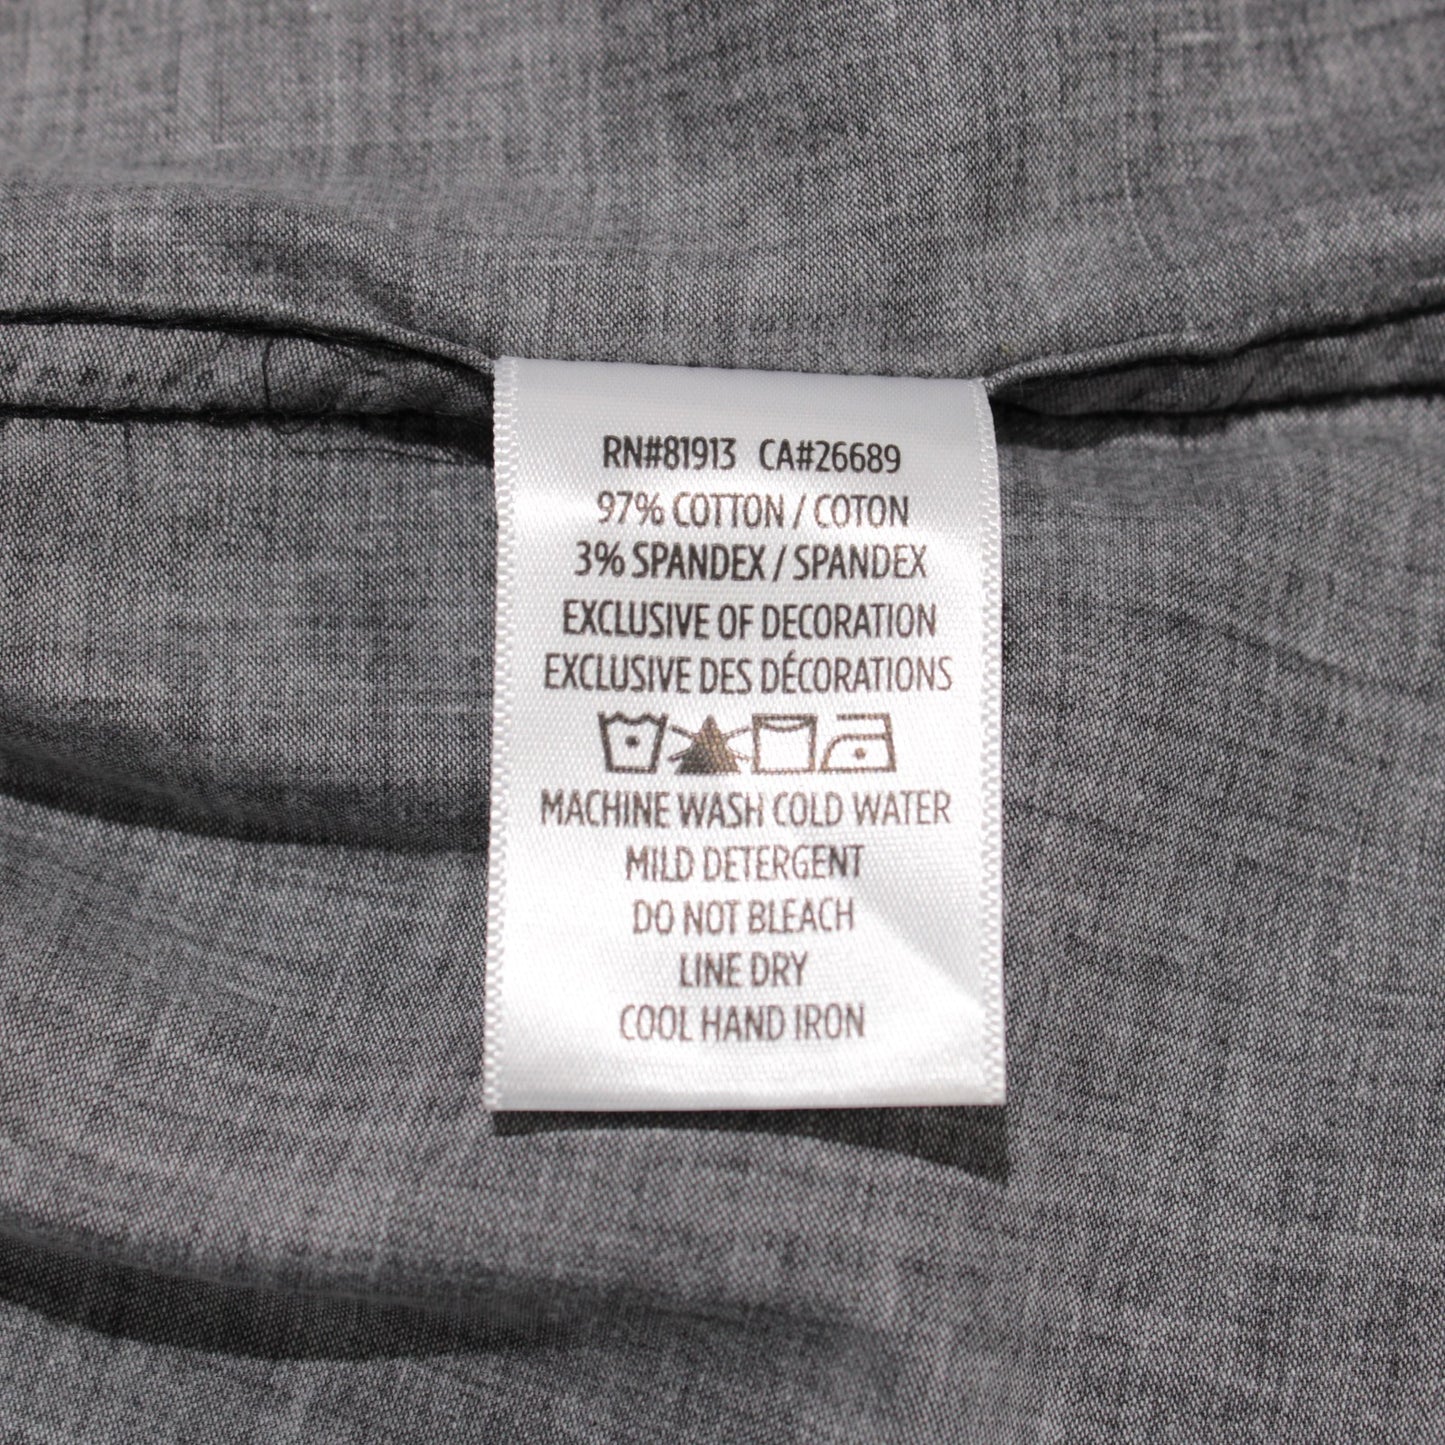 RN#81913 CA#26689
97% COTTON / COTON
3% SPANDEX / SPANDEX
EXCLUSIVE OF DECORATION
EXCLUSIVE DES DÉCORATIONS
MACHINE WASH COLD WATER
MILD DETERGENT
DO NOT BLEACH
LINE DRY
COOL HAND IRON